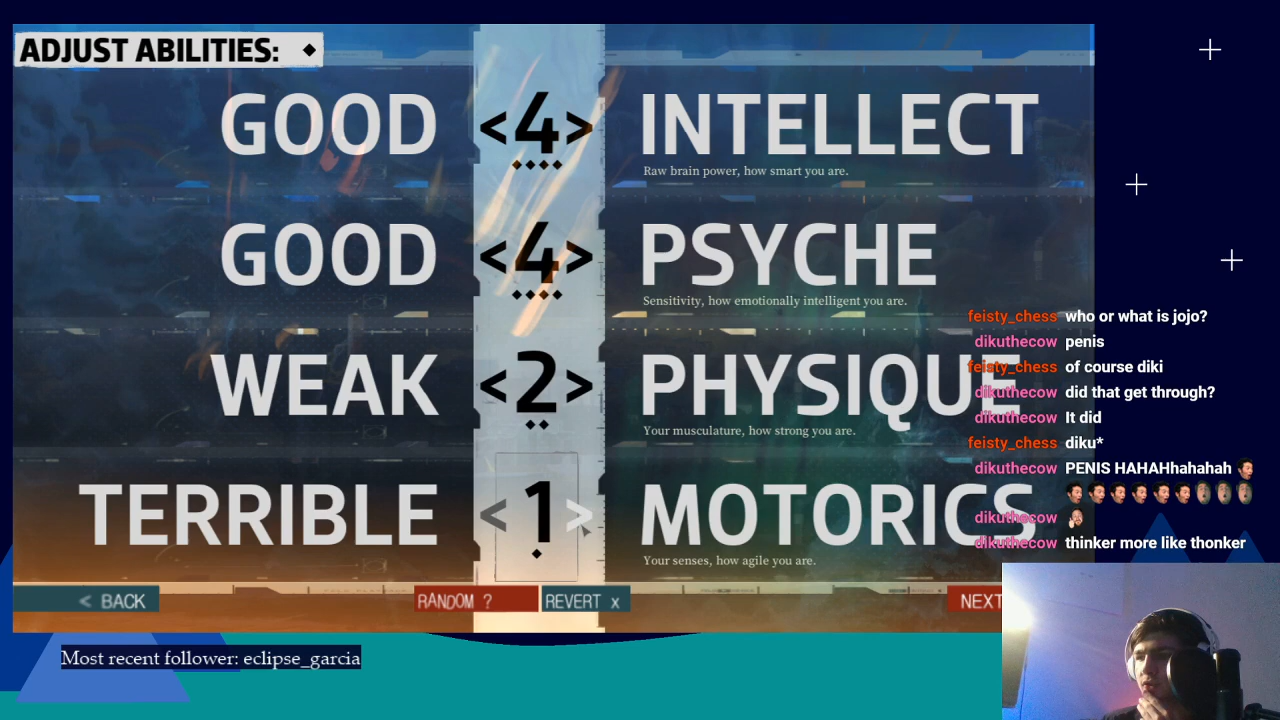 ADJUST ABILITIES:
GOOD <4> INTELLECT
Raw brain power, how smart you are.
GOOD <4> PSYCHE
Sensitivity, how emotionally intelligent you are.
WEAK <2> PHYSIQUE
Your musculature, how strong you are.
TERRIBLE <1> MOTORICS
Your senses, how agile you are.
< BACK
RANDOM ?
REVERT x
NEXT
feisty_chess who or what is jojo?
dikuthecow penis
feisty_chess of course diki
dikuthecow did that get through?
dikuthecow It did
feisty_chess diku*
dikuthecow PENIS HAHAHhahahah
dikuthecow
dikuthecow thinker more like thonker
Most recent follower: eclipse_garcia